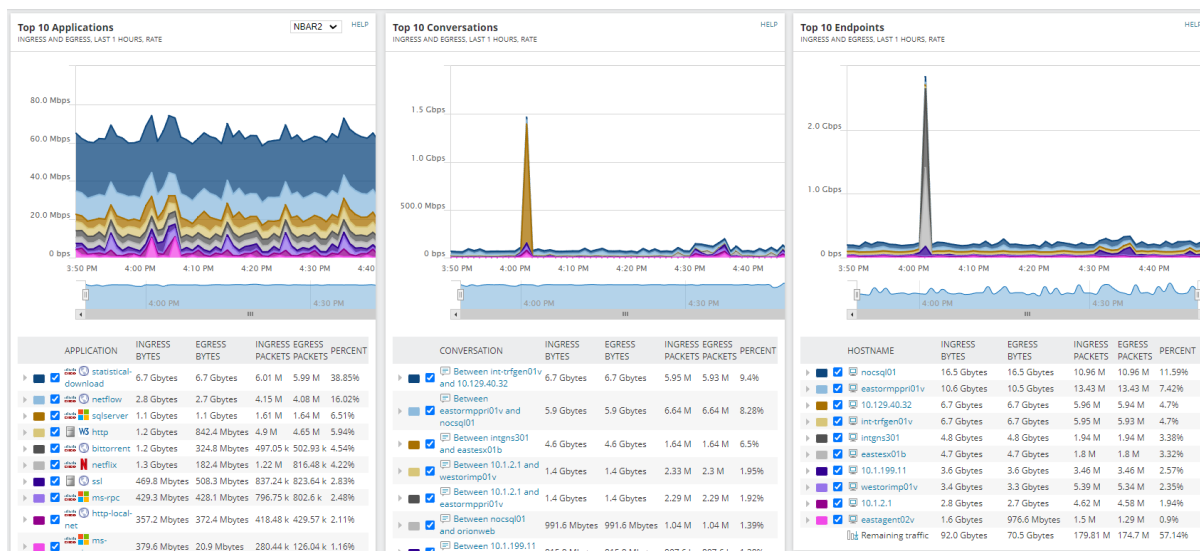 Top 10 Applications
NBAR2
HELP
INGRESS AND EGRESS, LAST 1 HOURS, RATE
80.0 Mbps
60.0 Mbps
40.0 Mbps
20.0 Mbps
0 bps
3:50 PM 4:00 PM 4:10 PM 4:20 PM 4:30 PM 4:40
4:00 PM 4:30 PM
APPLICATION INGRESS BYTES EGRESS BYTES INGRESS PACKETS EGRESS PACKETS PERCENT
statistical-download 6.7 Gbytes 6.7 Gbytes 6.01 M 5.99 M 38.85%
netflow 2.8 Gbytes 2.7 Gbytes 4.15 M 4.08 M 16.02%
sqlserver 1.1 Gbytes 1.1 Gbytes 1.61 M 1.64 M 6.51%
W3 http 1.2 Gbytes 842.4 Mbytes 4.9 M 4.65 M 5.94%
bittorrent 1.2 Gbytes 324.8 Mbytes 497.05 k 502.93 k 4.54%
netflix 1.3 Gbytes 182.4 Mbytes 1.22 M 816.48 k 4.22%
ssl 469.8 Mbytes 508.3 Mbytes 837.24 k 823.64 k 2.83%
ms-rpc 429.3 Mbytes 428.1 Mbytes 796.75 k 802.6 k 2.48%
http-local-net 357.2 Mbytes 372.4 Mbytes 418.48 k 429.57 k 2.11%
ms- 379.6 Mbytes 20.9 Mbytes 280.44 k 126.04 k 1.16%
Top 10 Conversations
HELP
INGRESS AND EGRESS, LAST 1 HOURS, RATE
1.5 Gbps
1.0 Gbps
500.0 Mbps
0 bps
3:50 PM 4:00 PM 4:10 PM 4:20 PM 4:30 PM 4:40 PM
4:00 PM 4:30 PM
CONVERSATION INGRESS BYTES EGRESS BYTES INGRESS PACKETS EGRESS PACKETS PERCENT
Between int-trfgen01v and 10.129.40.32 6.7 Gbytes 6.7 Gbytes 5.95 M 5.93 M 9.4%
Between eastormppri01v and nocsql01 5.9 Gbytes 5.9 Gbytes 6.64 M 6.64 M 8.28%
Between intgns301 and eastesx01b 4.6 Gbytes 4.6 Gbytes 1.64 M 1.64 M 6.5%
Between 10.1.2.1 and westorimp01v 1.4 Gbytes 1.4 Gbytes 2.33 M 2.3 M 1.95%
Between 10.1.2.1 and eastormppri01v 1.4 Gbytes 1.4 Gbytes 2.29 M 2.29 M 1.92%
Between nocsql01 and orionweb 991.6 Mbytes 991.6 Mbytes 1.04 M 1.04 M 1.39%
Between 10.1.199.11
Top 10 Endpoints
HEL
INGRESS AND EGRESS, LAST 1 HOURS, RATE
2.0 Gbps
1.0 Gbps
0 bps
3:50 PM 4:00 PM 4:10 PM 4:20 PM 4:30 PM 4:40 PM
4:00 PM 4:30 PM
HOSTNAME INGRESS BYTES EGRESS BYTES INGRESS PACKETS EGRESS PACKETS PERCENT
nocsql01 16.5 Gbytes 16.5 Gbytes 10.96 M 10.96 M 11.59%
eastormppri01v 10.6 Gbytes 10.5 Gbytes 13.43 M 13.43 M 7.42%
10.129.40.32 6.7 Gbytes 6.7 Gbytes 5.96 M 5.94 M 4.7%
int-trfgen01v 6.7 Gbytes 6.7 Gbytes 5.95 M 5.93 M 4.7%
intgns301 4.8 Gbytes 4.8 Gbytes 1.94 M 1.94 M 3.38%
eastesx01b 4.7 Gbytes 4.7 Gbytes 1.8 M 1.8 M 3.32%
10.1.199.11 3.6 Gbytes 3.6 Gbytes 3.46 M 3.46 M 2.57%
westorimp01v 3.4 Gbytes 3.3 Gbytes 5.39 M 5.34 M 2.35%
10.1.2.1 2.8 Gbytes 2.7 Gbytes 4.62 M 4.58 M 1.94%
eastagent02v 1.6 Gbytes 976.6 Mbytes 1.5 M 1.29 M 0.9%
Remaining traffic 92.0 Gbytes 70.5 Gbytes 179.81 M 174.7 M 57.14%